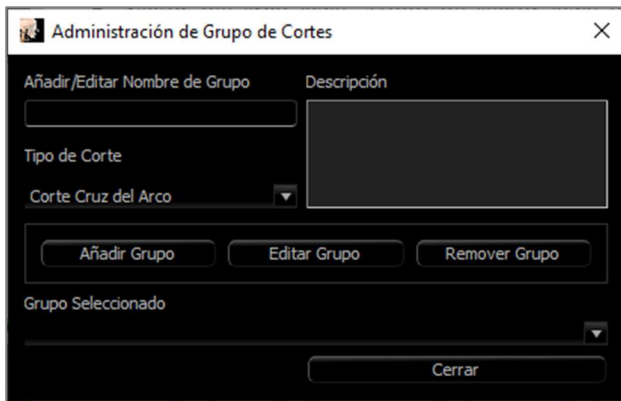 Administración de Grupo de Cortes
Añadir/Editar Nombre de Grupo
Descripción
Tipo de Corte
Corte Cruz del Arco
Añadir Grupo
Editar Grupo
Remover Grupo
Grupo Seleccionado
Cerrar